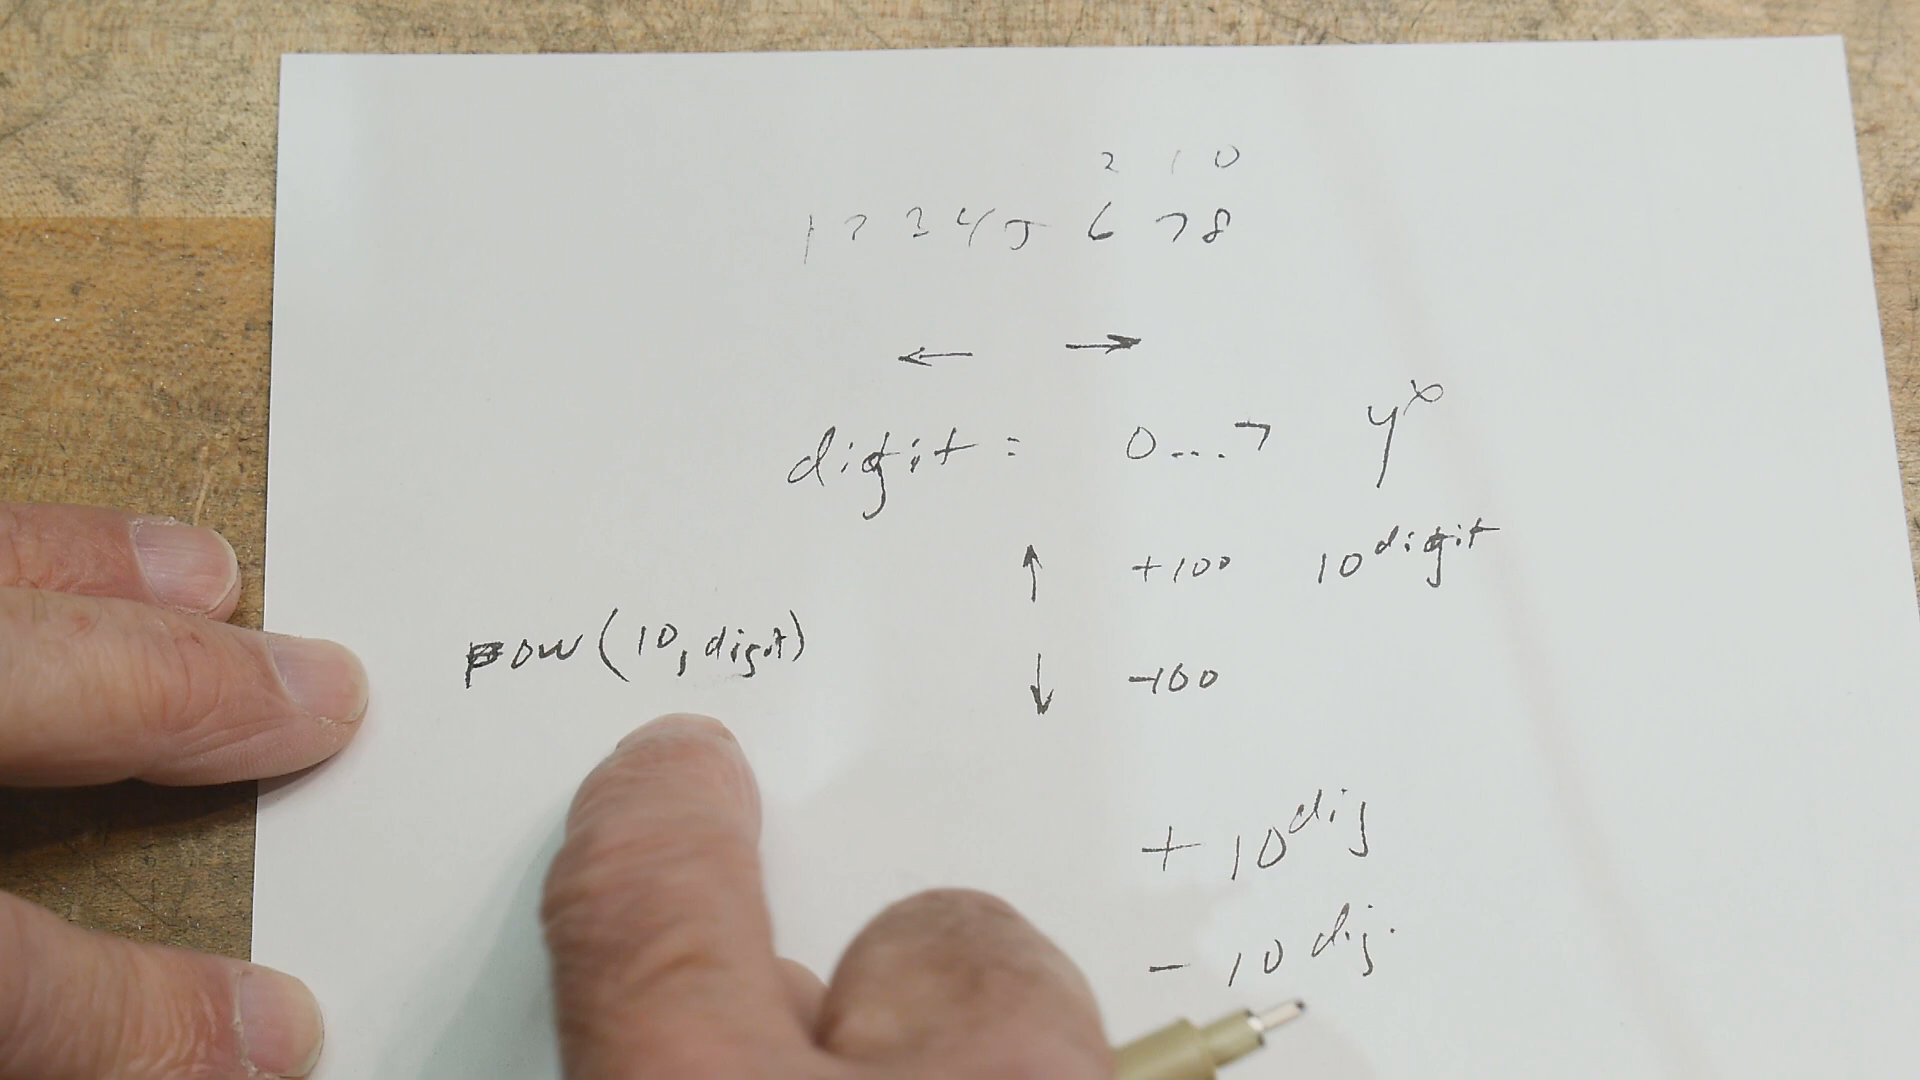 2 1 0
1 2 3 4 5 6 7 8
← →
digit = 0...7 y^x
↑ +100 10^digit
pow(10, digit)
↓ -100
+ 10^dig
- 10^dig.